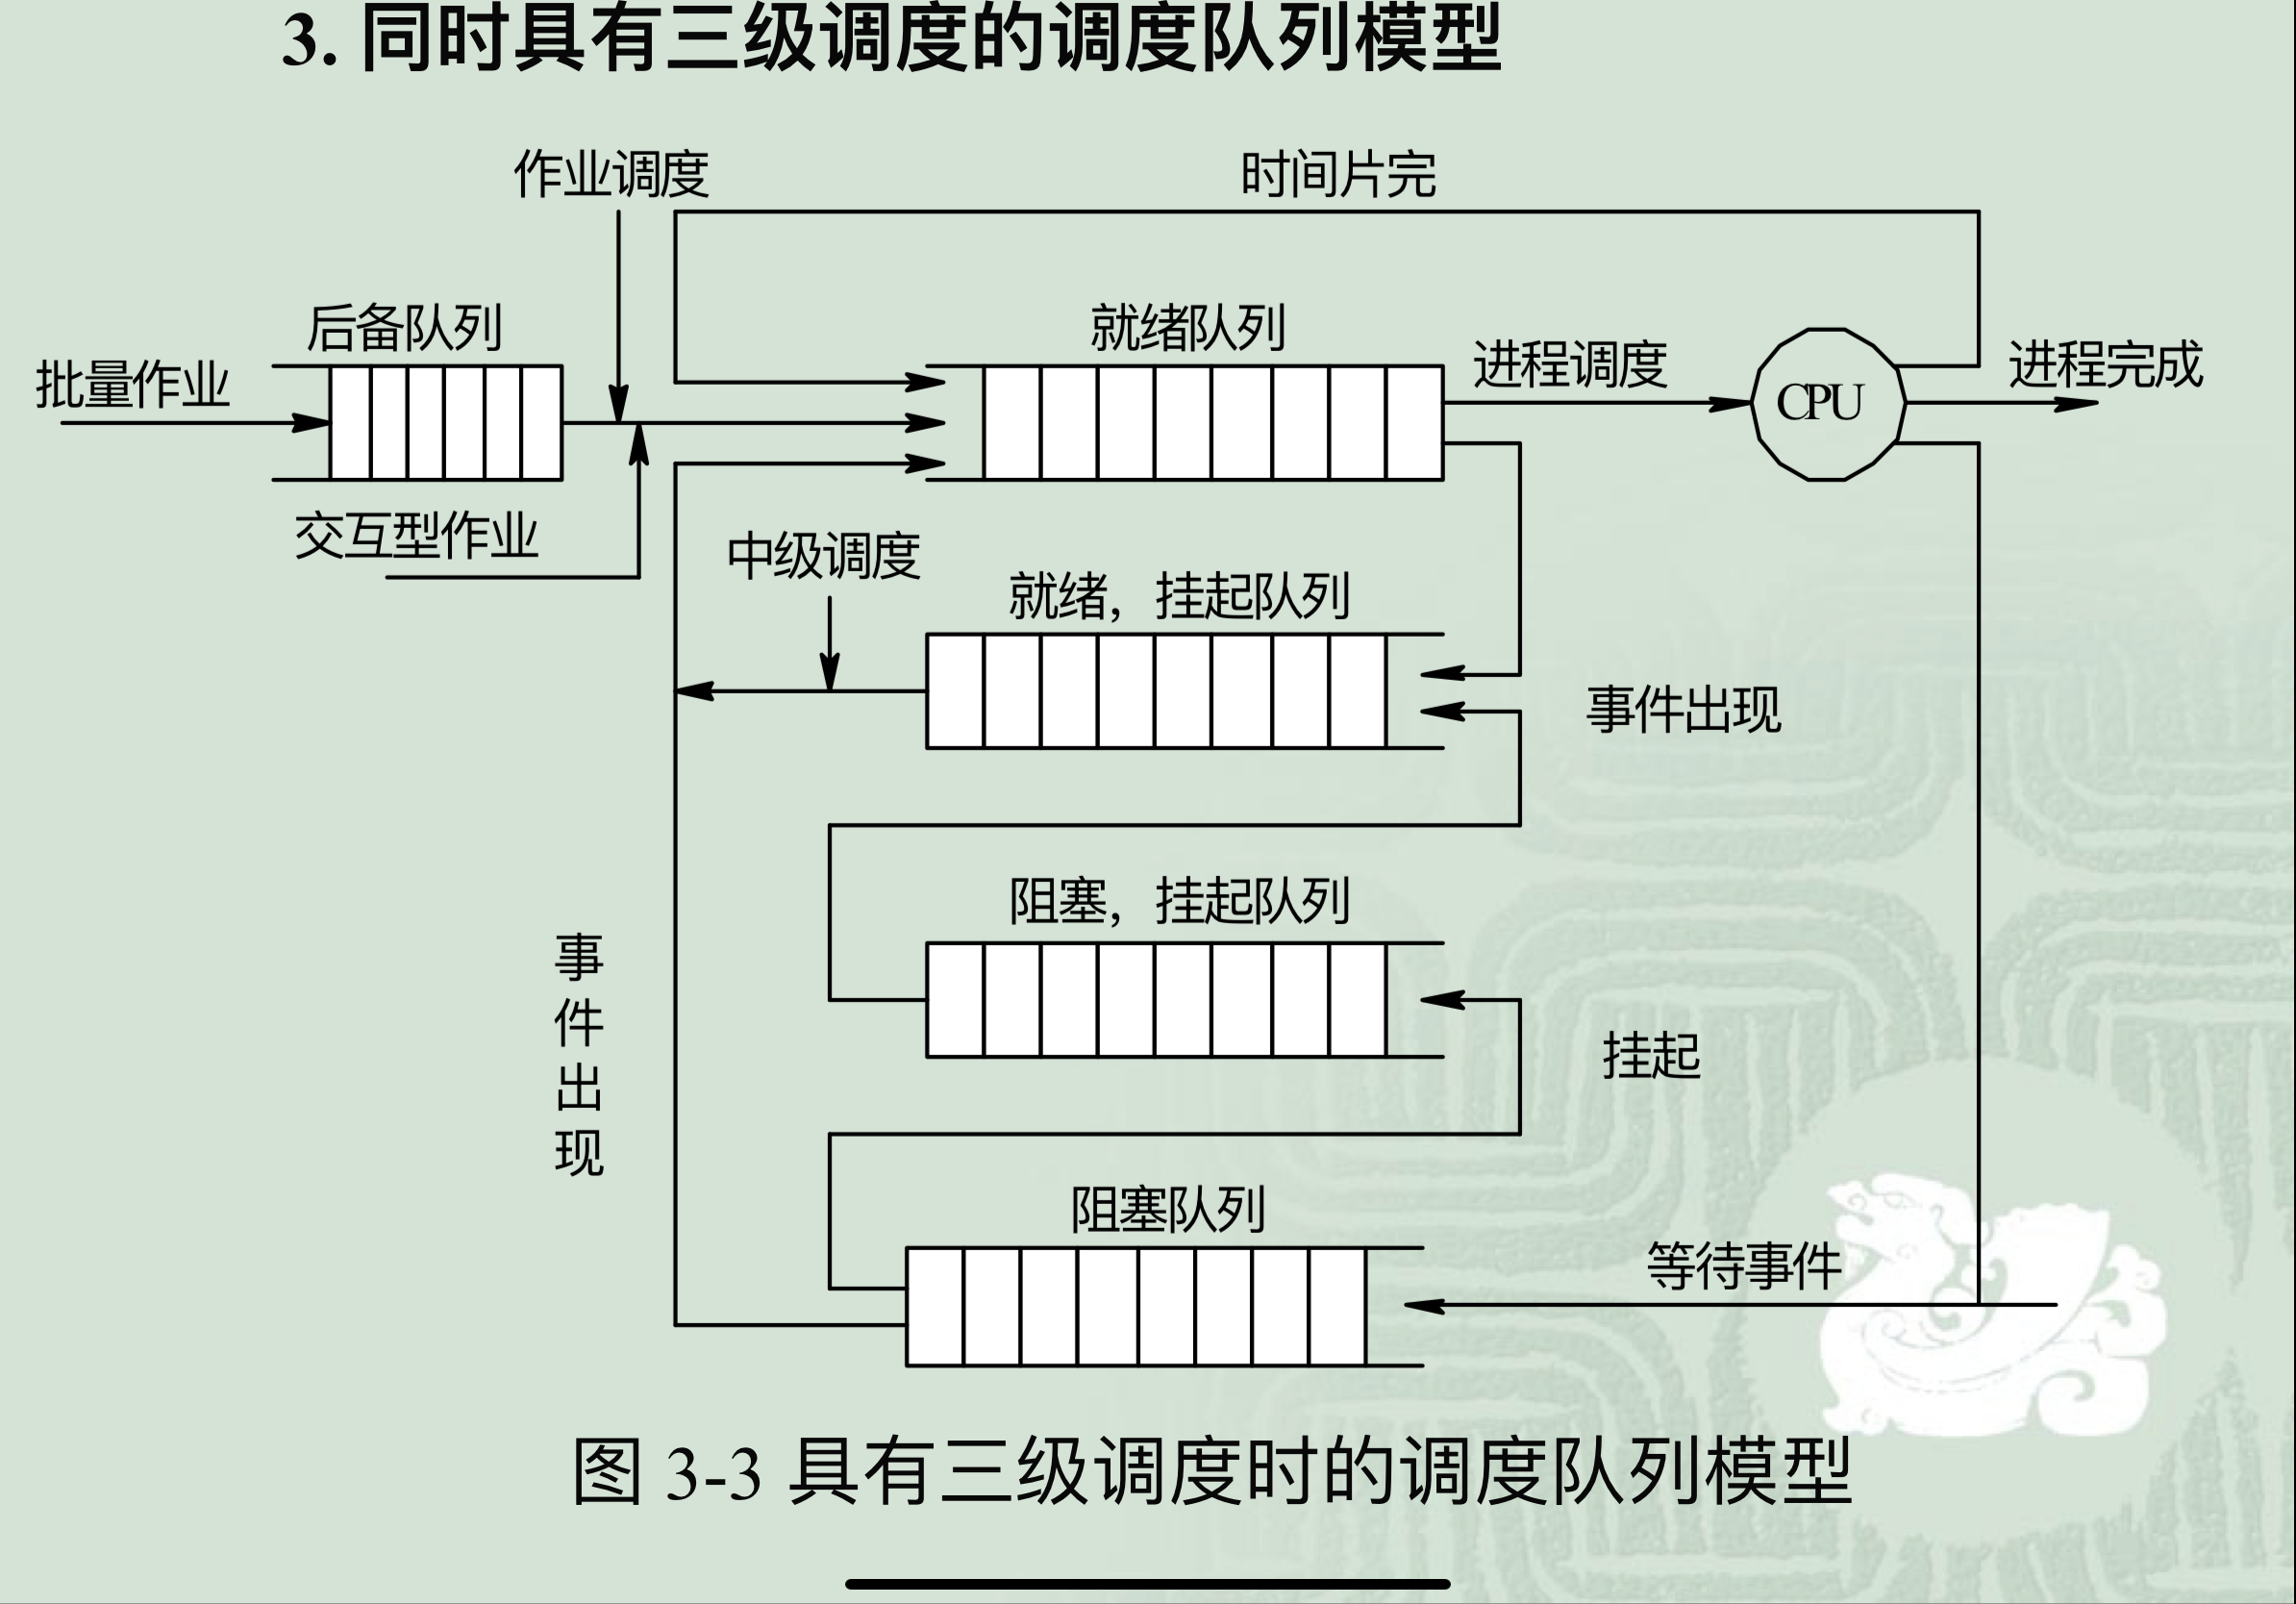 3. 同时具有三级调度的调度队列模型
作业调度
时间片完
后备队列
就绪队列
批量作业
进程调度
CPU
进程完成
交互型作业
中级调度
就绪，挂起队列
事件出现
阻塞，挂起队列
事件出现
挂起
阻塞队列
等待事件
图 3-3 具有三级调度时的调度队列模型